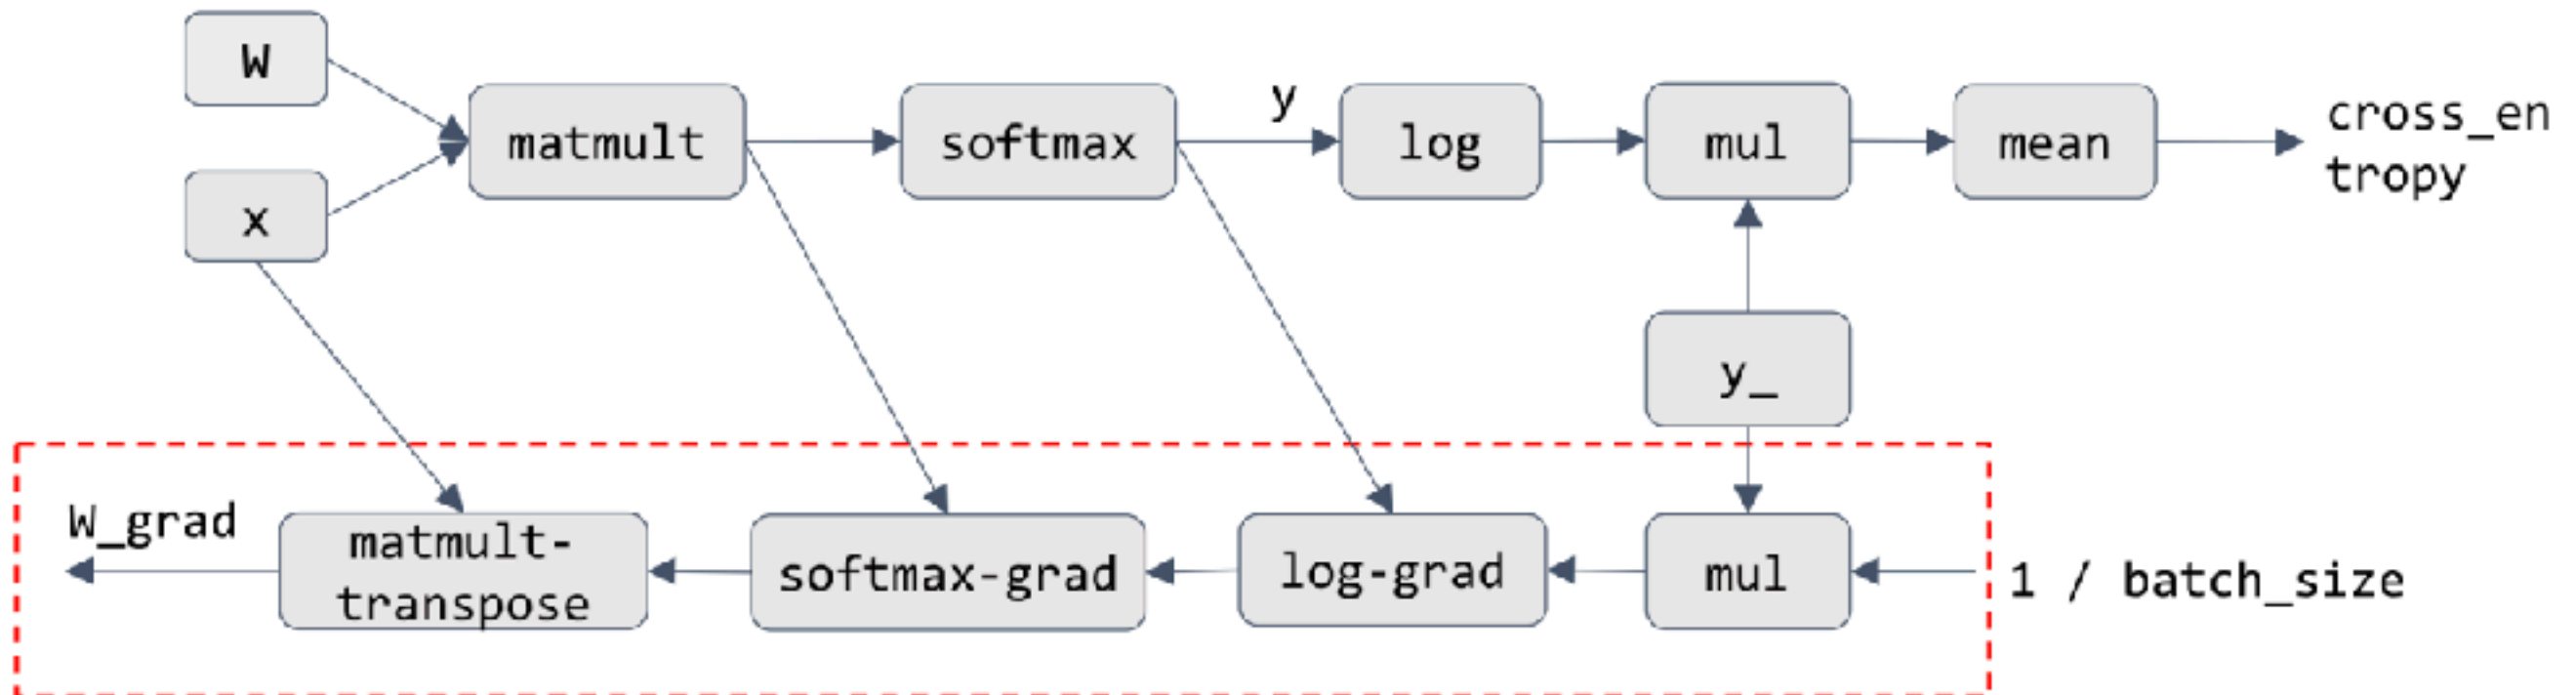 W
x
matmult
softmax
y
log
mul
mean
cross_en
tropy
y_
W_grad
matmult-
transpose
softmax-grad
log-grad
mul
1 / batch_size